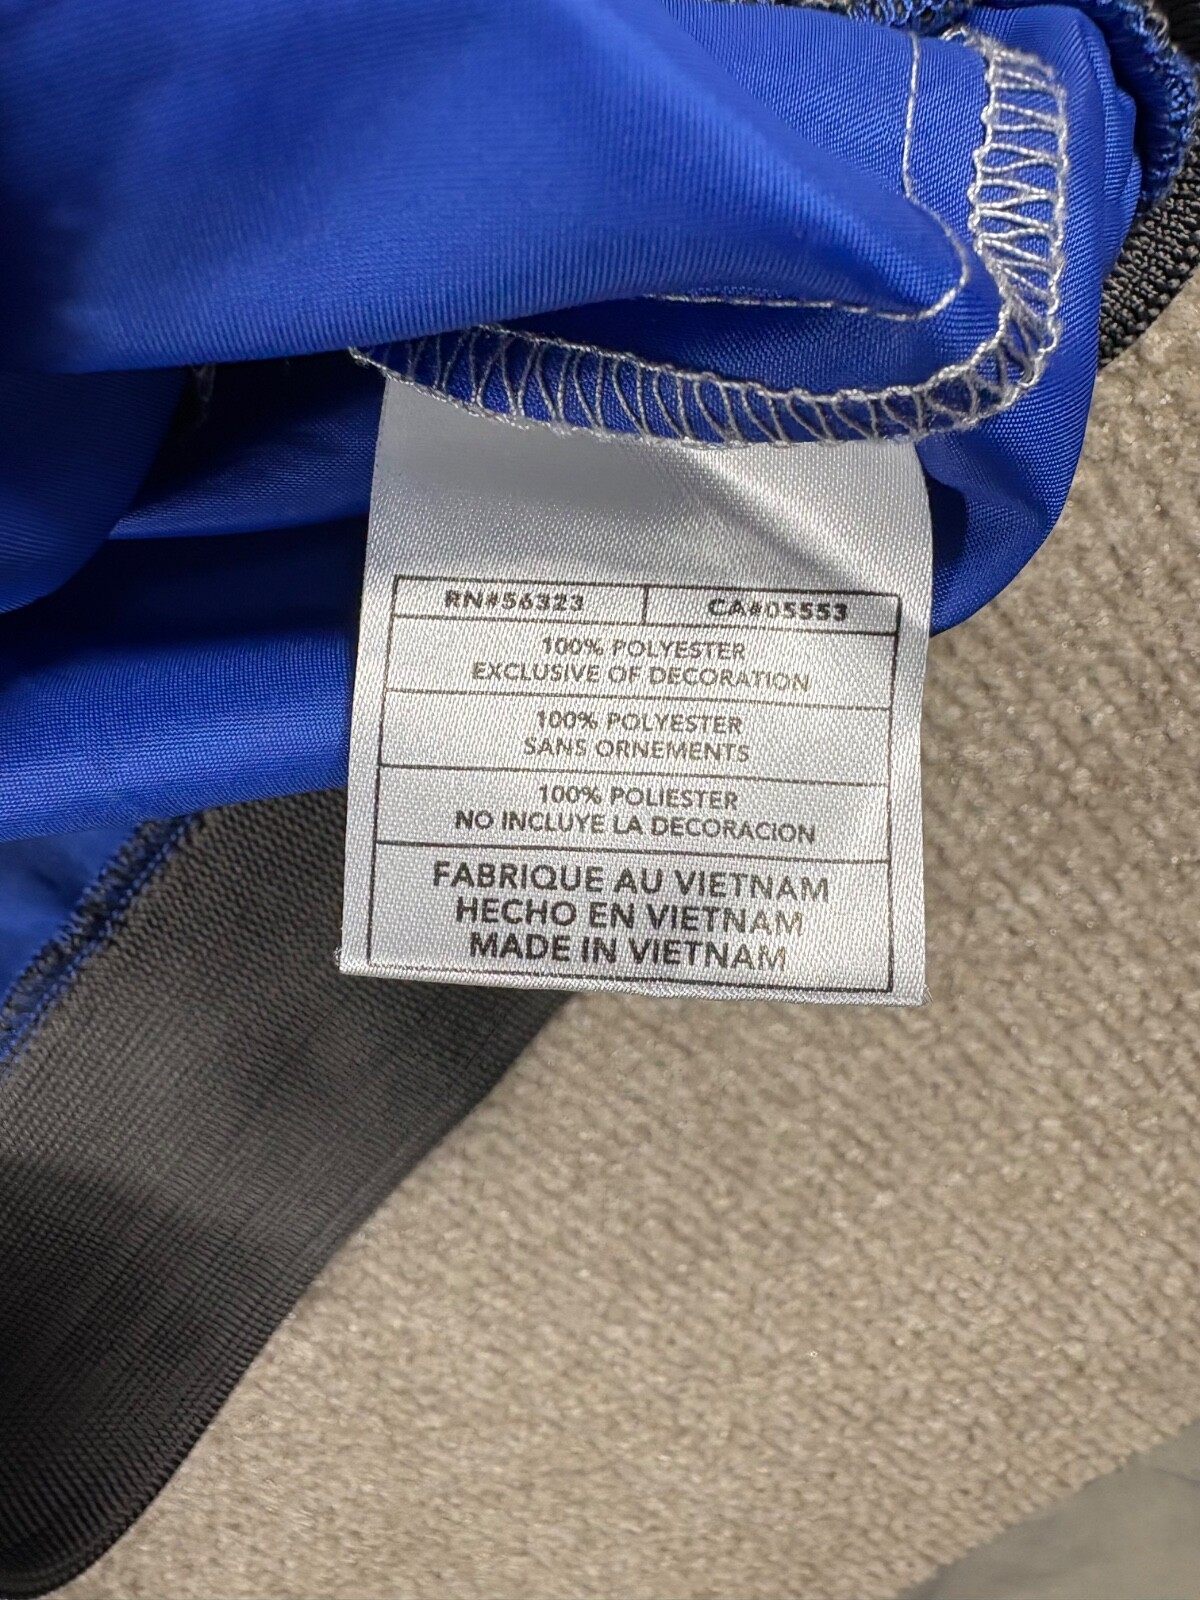 RN#56323 CA#05553
100% POLYESTER
EXCLUSIVE OF DECORATION
100% POLYESTER
SANS ORNEMENTS
100% POLIESTER
NO INCLUYE LA DECORACION
FABRIQUE AU VIETNAM
HECHO EN VIETNAM
MADE IN VIETNAM